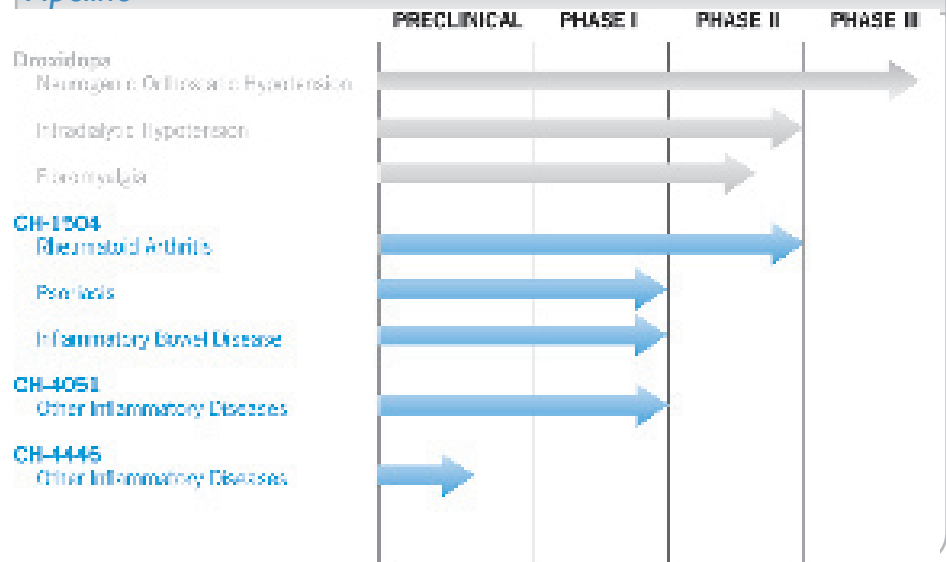 Pipeline
PRECLINICAL PHASE I PHASE II PHASE III
Droxidopa
Neurogenic Orthostatic Hypotension
Intradialytic Hypotension
Fibromyalgia
CH-1504
Rheumatoid Arthritis
Psoriasis
Inflammatory Bowel Disease
CH-4051
Other Inflammatory Diseases
CH-4446
Other Inflammatory Diseases